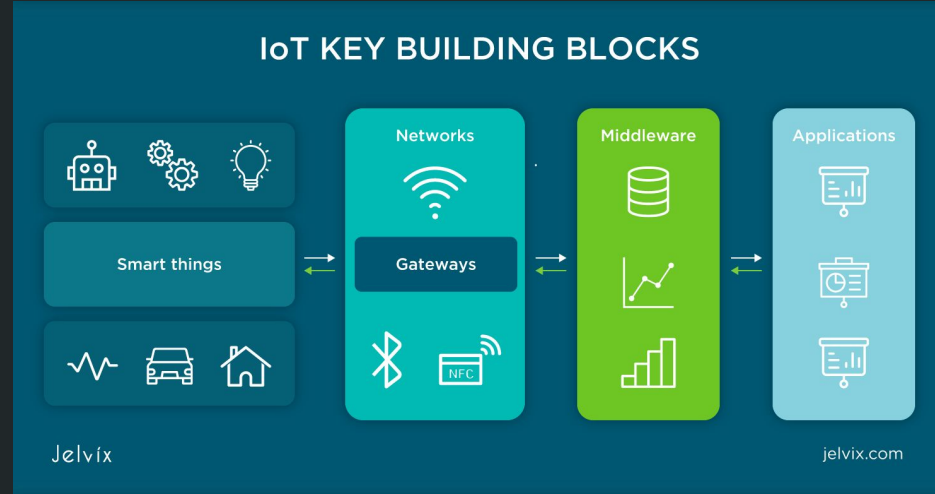 IoT KEY BUILDING BLOCKS
Smart things
Networks
Gateways
NFC
Middleware
Applications
Jelvix
jelvix.com